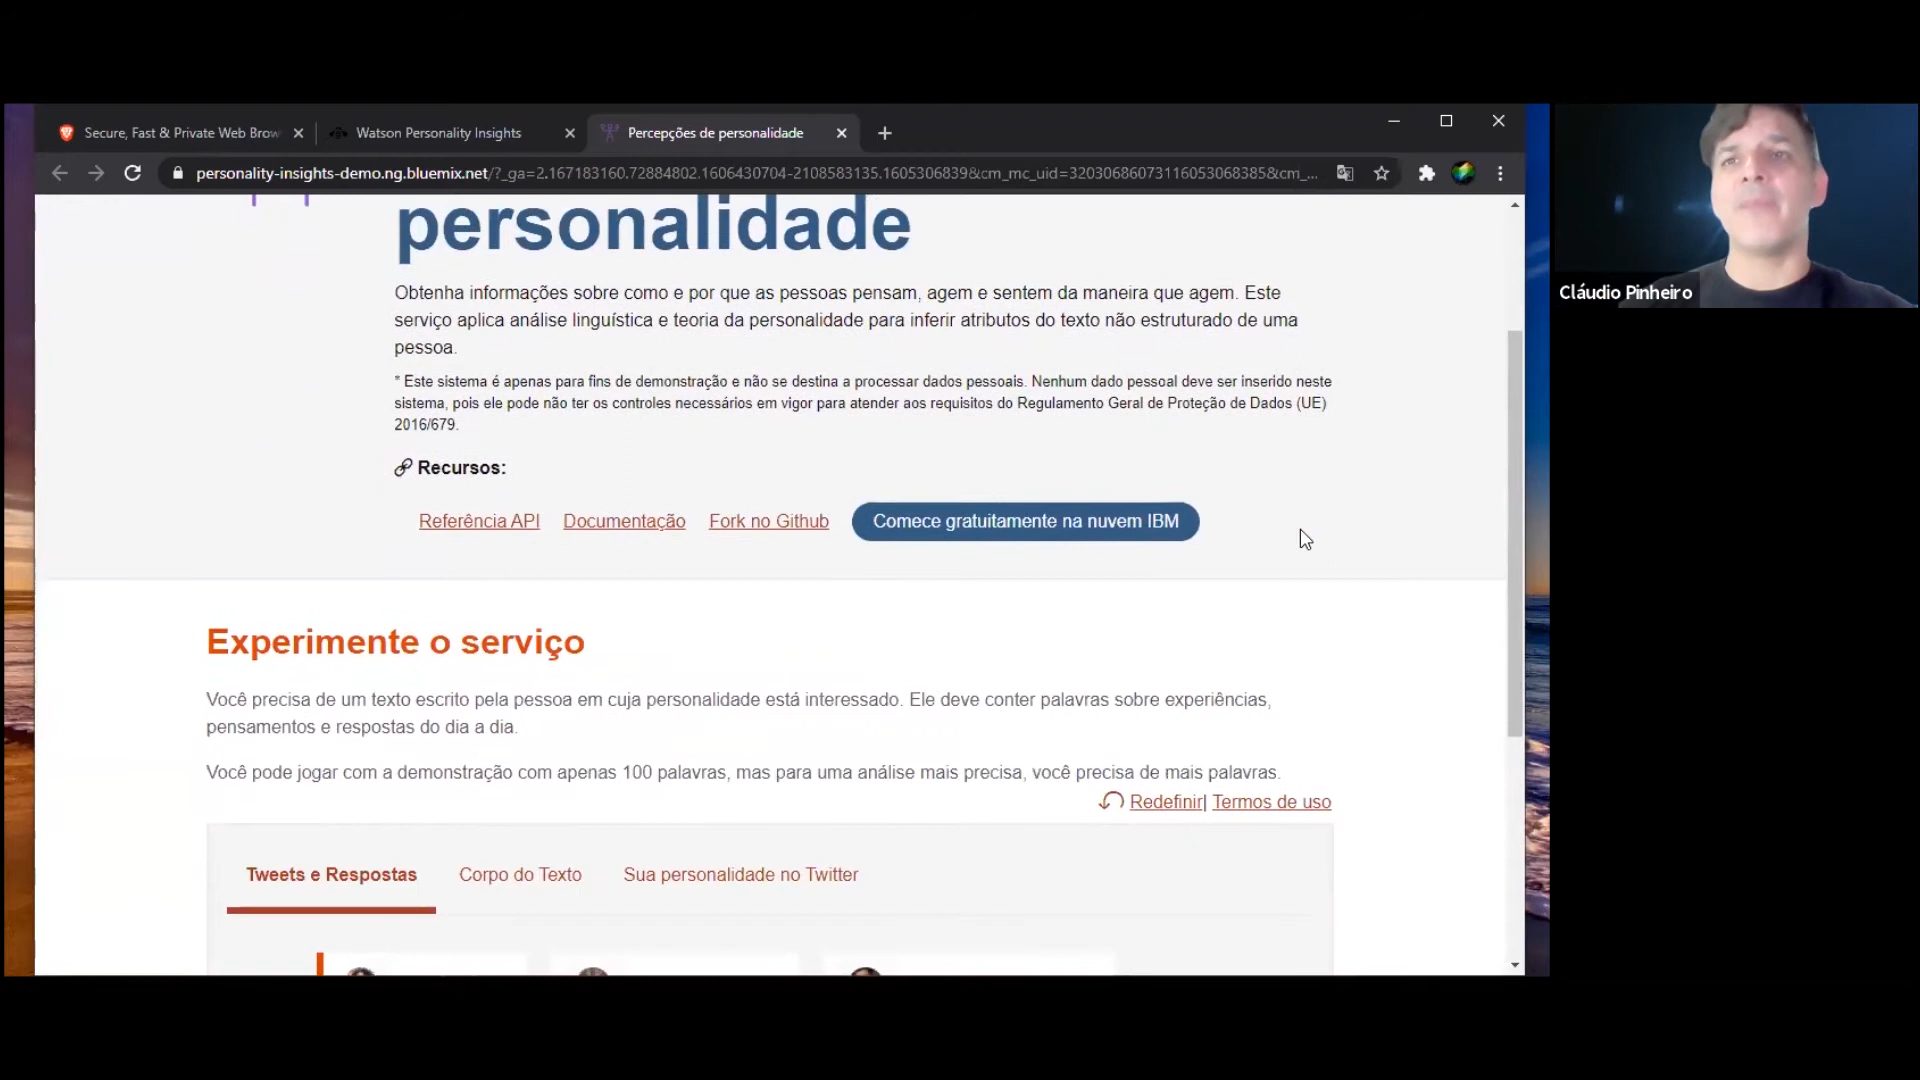 Secure, Fast & Private Web Brow
Watson Personality Insights
Percepções de personalidade
personality-insights-demo.ng.bluemix.net/?_ga=2.167183160.72884802.1606430704-2108583135.1605306839&cm_mc_uid=32030686073116053068385&cm_...
personalidade
Obtenha informações sobre como e por que as pessoas pensam, agem e sentem da maneira que agem. Este
serviço aplica análise linguística e teoria da personalidade para inferir atributos do texto não estruturado de uma
pessoa.
* Este sistema é apenas para fins de demonstração e não se destina a processar dados pessoais. Nenhum dado pessoal deve ser inserido neste
sistema, pois ele pode não ter os controles necessários em vigor para atender aos requisitos do Regulamento Geral de Proteção de Dados (UE)
2016/679.
Recursos:
Referência API Documentação Fork no Github Comece gratuitamente na nuvem IBM
Experimente o serviço
Você precisa de um texto escrito pela pessoa em cuja personalidade está interessado. Ele deve conter palavras sobre experiências,
pensamentos e respostas do dia a dia.
Você pode jogar com a demonstração com apenas 100 palavras, mas para uma análise mais precisa, você precisa de mais palavras.
Redefinir| Termos de uso
Tweets e Respostas Corpo do Texto Sua personalidade no Twitter
Cláudio Pinheiro